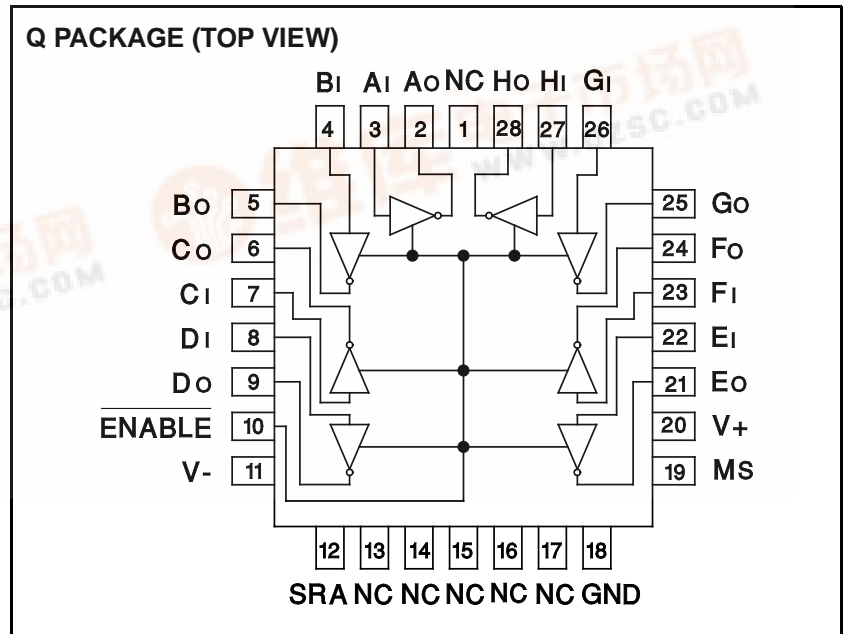 Q PACKAGE (TOP VIEW)
BI AI AO NC HO HI GI
4 3 2 1 28 27 26
BO 5 25 GO
CO 6 24 FO
CI 7 23 FI
DI 8 22 EI
DO 9 21 EO
ENABLE 10 20 V+
V- 11 19 MS
12 13 14 15 16 17 18
SRA NC NC NC NC NC GND